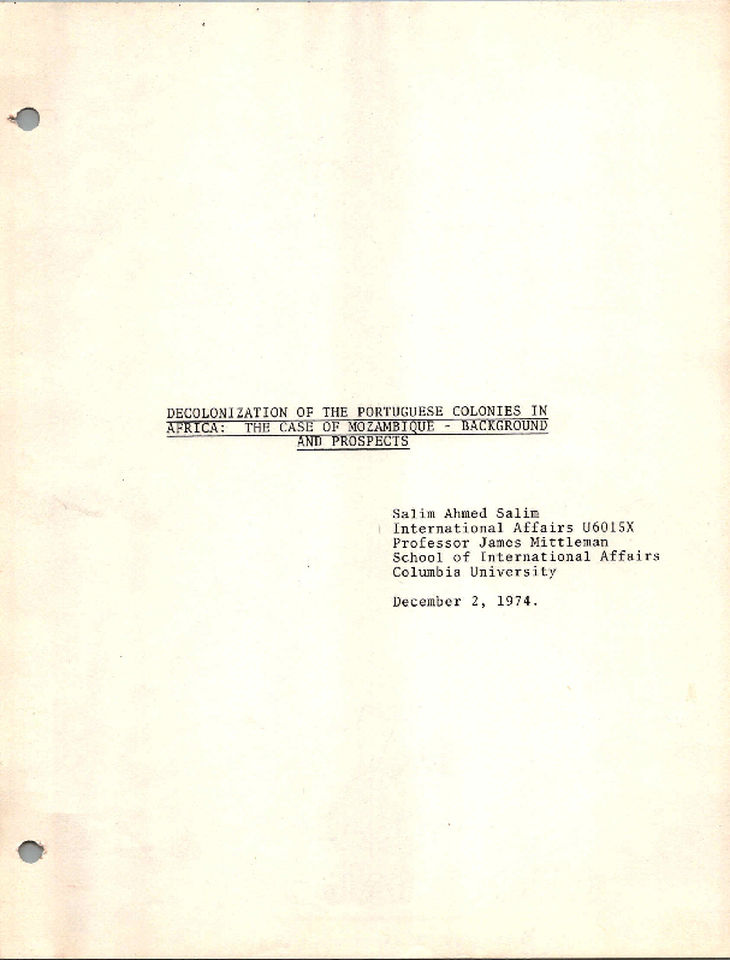 DECOLONIZATION OF THE PORTUGUESE COLONIES IN
AFRICA: THE CASE OF MOZAMBIQUE - BACKGROUND
AND PROSPECTS
Salim Ahmed Salim
International Affairs U6015X
Professor James Mittleman
School of International Affairs
Columbia University
December 2, 1974.